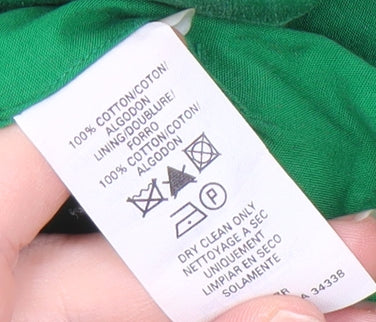 100% COTTON/COTON/
ALGODON
LINING/DOUBLURE/
FORRO
100% COTTON/COTON/
ALGODON
P
DRY CLEAN ONLY
NETTOYAGE A SEC
UNIQUEMENT
LIMPIAR EN SECO
SOLAMENTE
A 34338